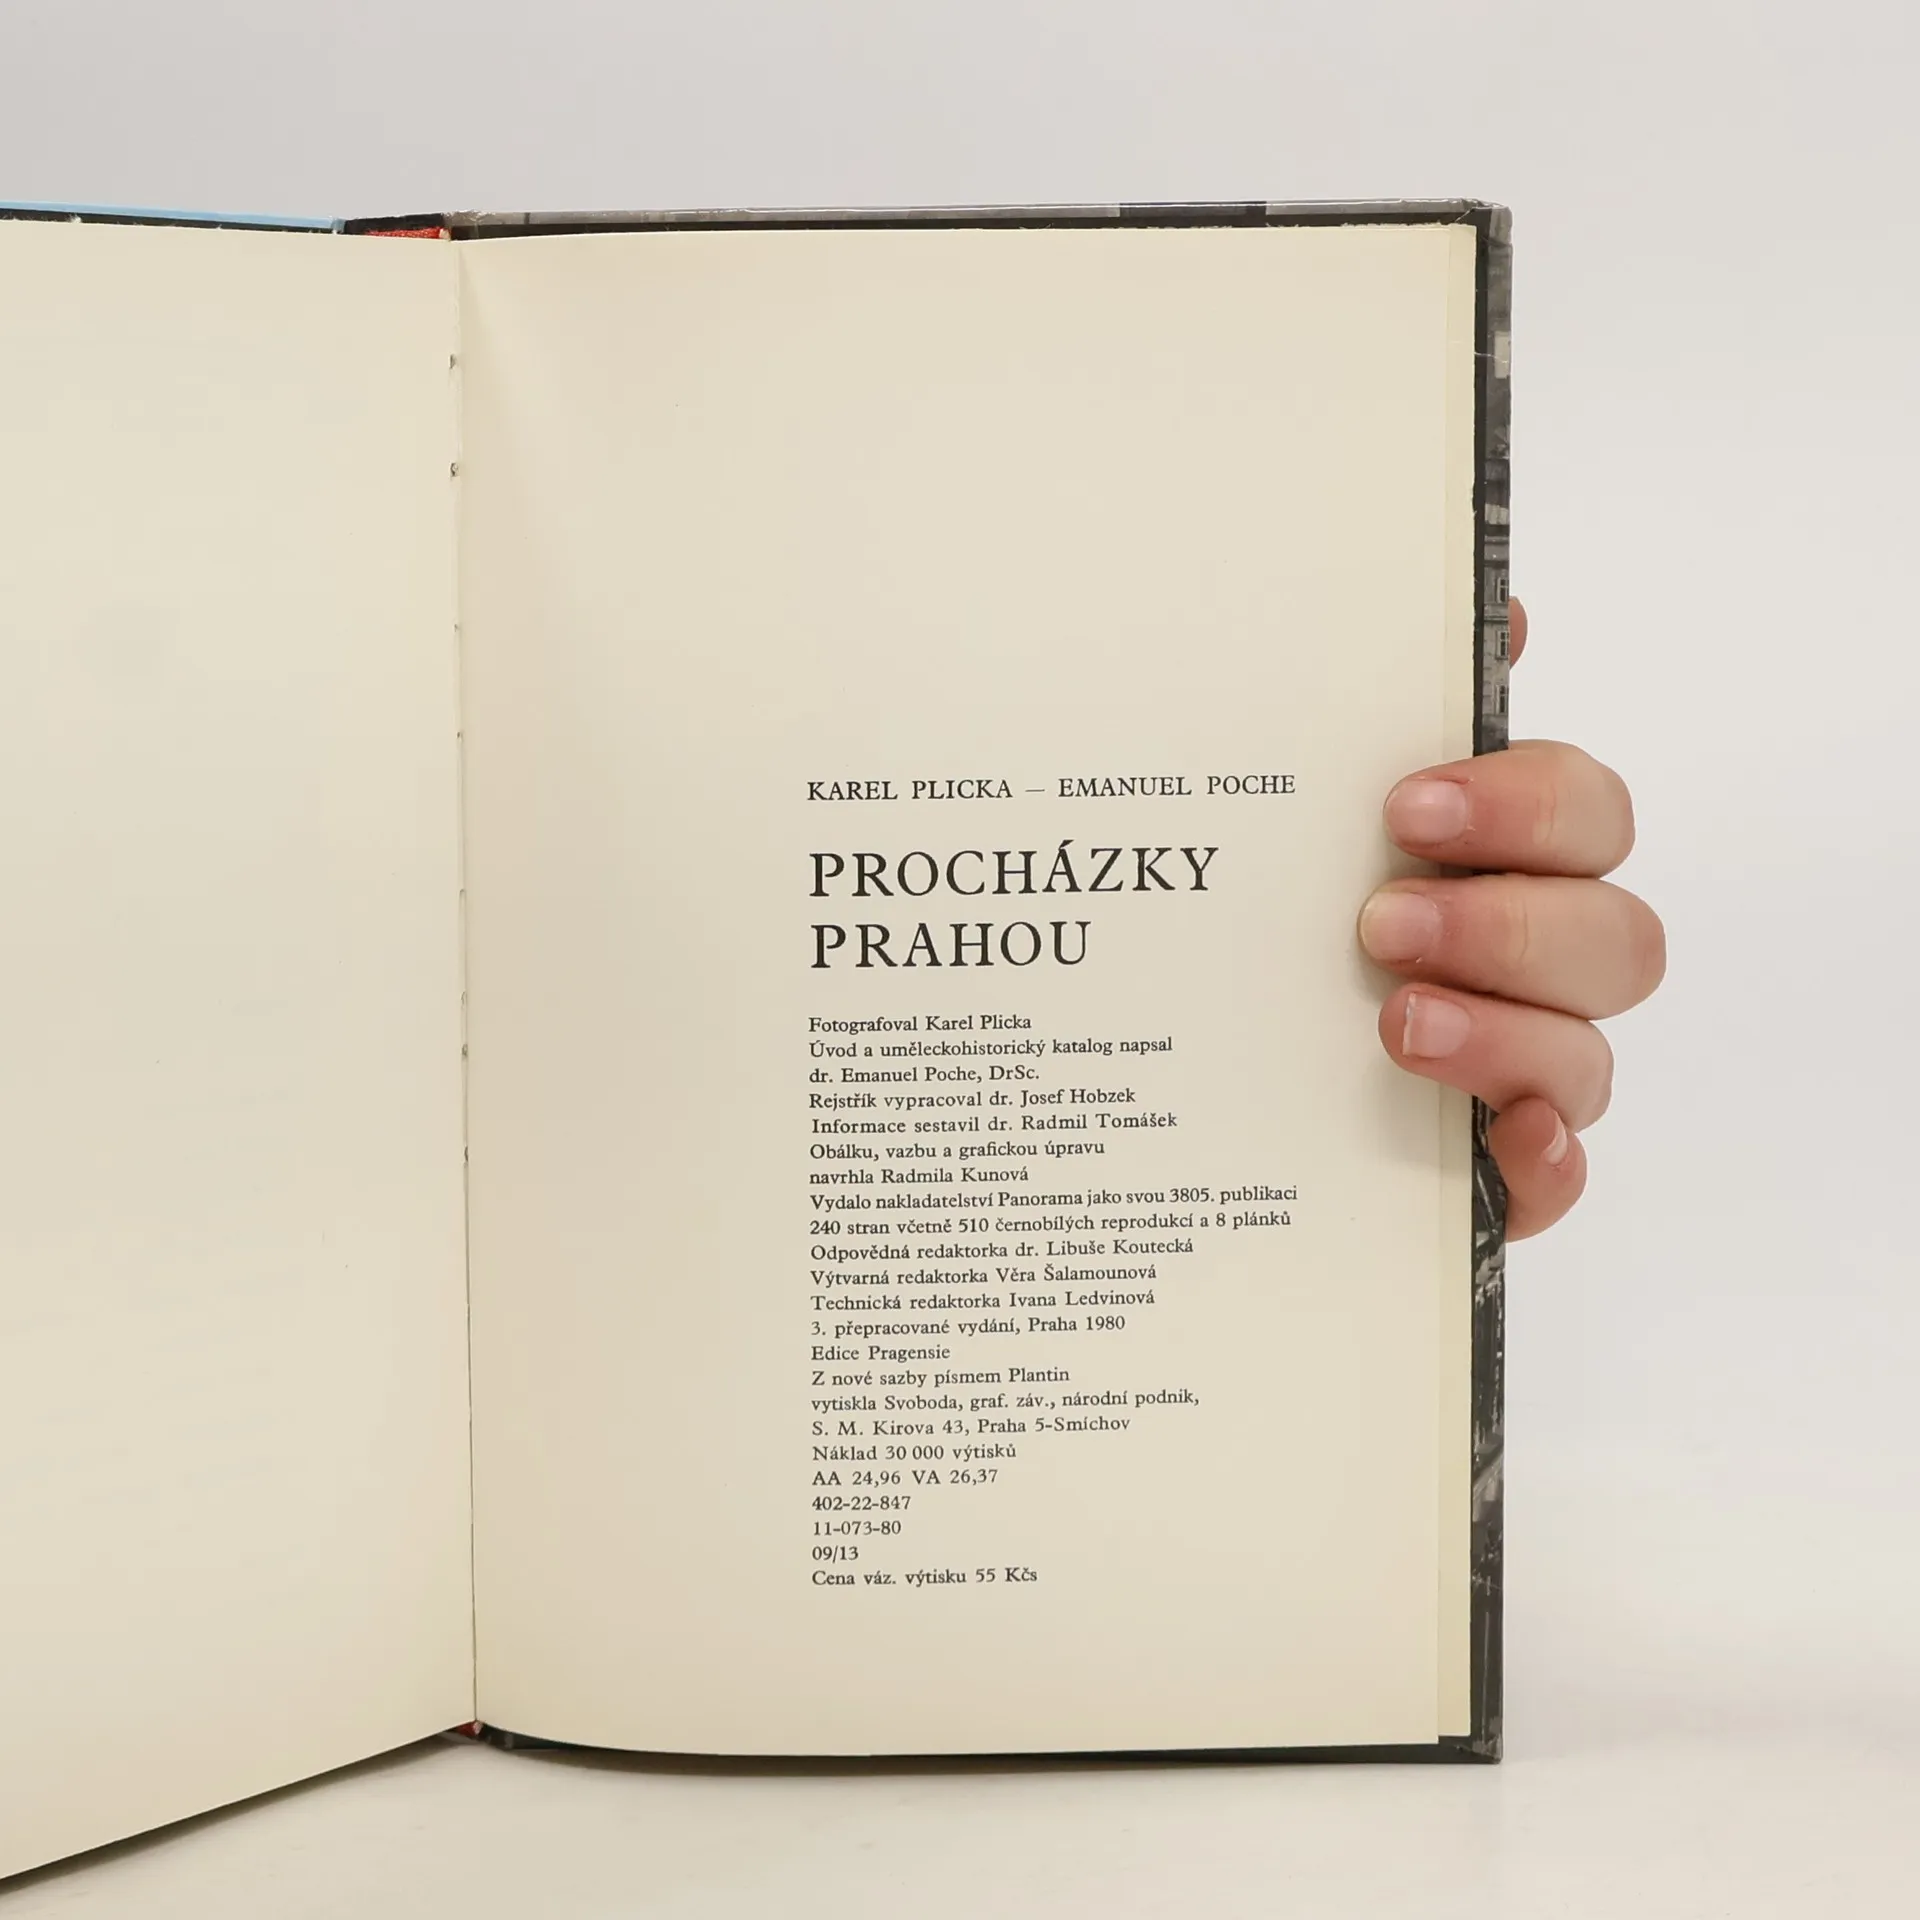 KAREL PLICKA — EMANUEL POCHE
PROCHÁZKY
PRAHOU
Fotografoval Karel Plicka
Úvod a uměleckohistorický katalog napsal
dr. Emanuel Poche, DrSc.
Rejstřík vypracoval dr. Josef Hobzek
Informace sestavil dr. Radmil Tomášek
Obálku, vazbu a grafickou úpravu
navrhla Radmila Kunová
Vydalo nakladatelství Panorama jako svou 3805. publikaci
240 stran včetně 510 černobílých reprodukcí a 8 plánků
Odpovědná redaktorka dr. Libuše Koutecká
Výtvarná redaktorka Věra Šalamounová
Technická redaktorka Ivana Ledvinová
3. přepracované vydání, Praha 1980
Edice Pragensie
Z nové sazby písmem Plantin
vytiskla Svoboda, graf. záv., národní podnik,
S. M. Kirova 43, Praha 5-Smíchov
Náklad 30 000 výtisků
AA 24,96 VA 26,37
402-22-847
11-073-80
09/13
Cena váz. výtisku 55 Kčs